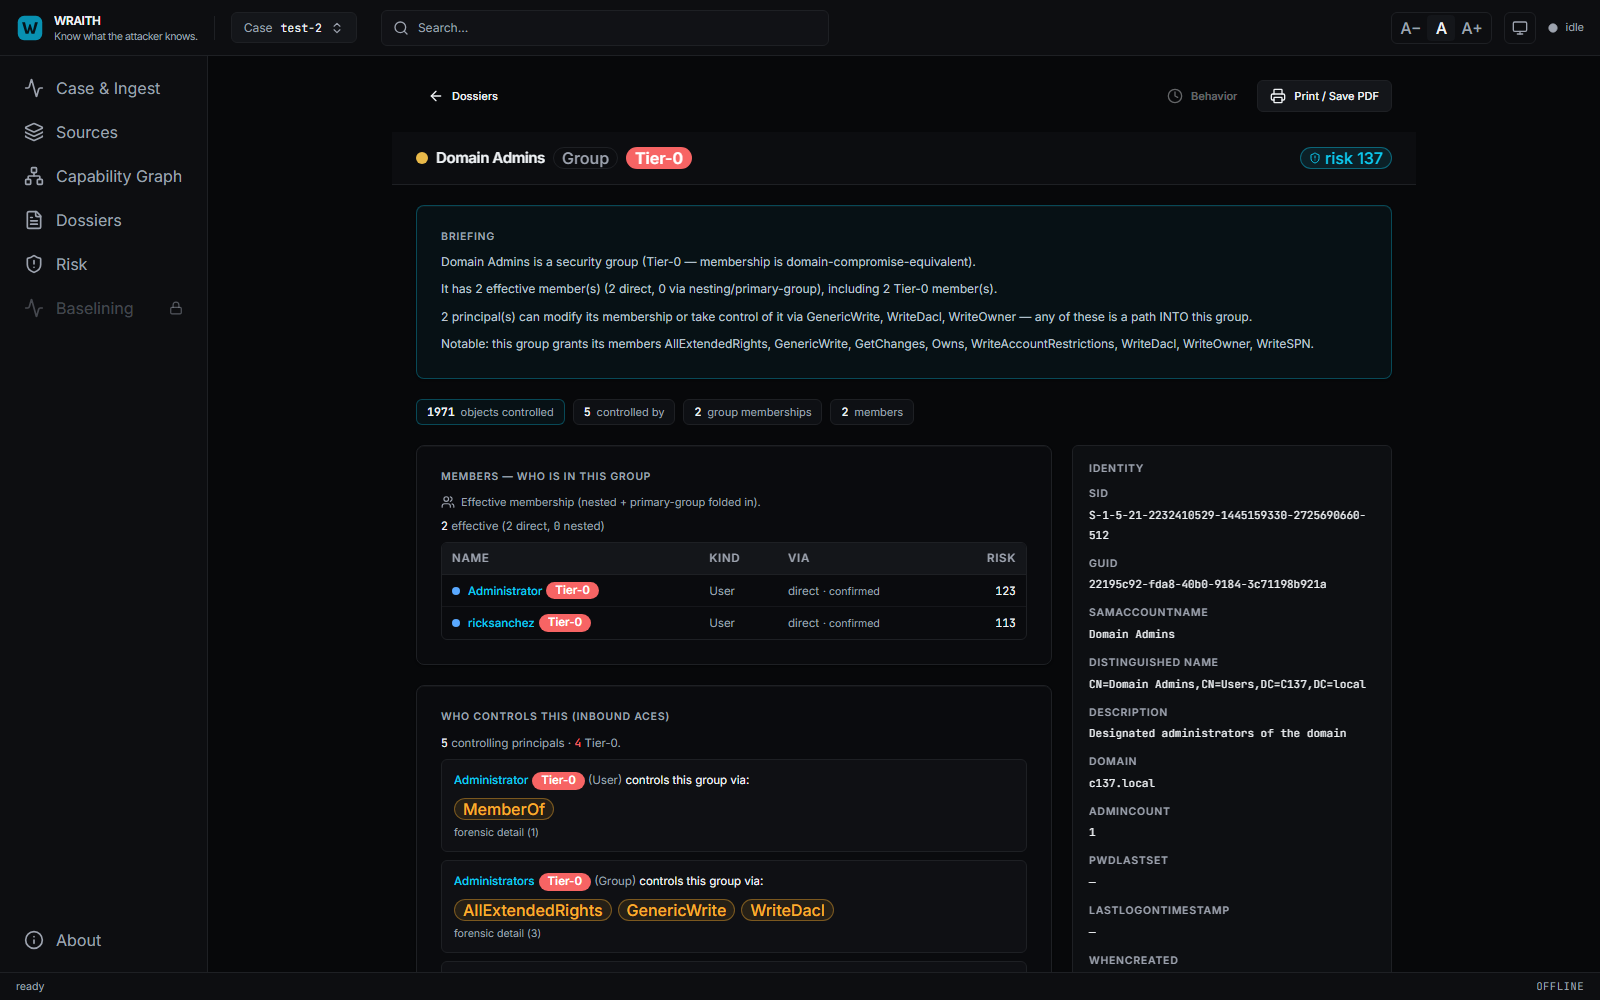 W
WRAITH
Know what the attacker knows.
Case test-2
Search...
A− A A+
idle
Case & Ingest
Sources
Capability Graph
Dossiers
Risk
Baselining
About
Dossiers
Behavior
Print / Save PDF
Domain Admins Group Tier-0
risk 137
BRIEFING
Domain Admins is a security group (Tier-0 — membership is domain-compromise-equivalent).
It has 2 effective member(s) (2 direct, 0 via nesting/primary-group), including 2 Tier-0 member(s).
2 principal(s) can modify its membership or take control of it via GenericWrite, WriteDacl, WriteOwner — any of these is a path INTO this group.
Notable: this group grants its members AllExtendedRights, GenericWrite, GetChanges, Owns, WriteAccountRestrictions, WriteDacl, WriteOwner, WriteSPN.
1971 objects controlled
5 controlled by
2 group memberships
2 members
MEMBERS — WHO IS IN THIS GROUP
Effective membership (nested + primary-group folded in).
2 effective (2 direct, 0 nested)
NAME KIND VIA RISK
Administrator Tier-0 User direct · confirmed 123
ricksanchez Tier-0 User direct · confirmed 113
WHO CONTROLS THIS (INBOUND ACES)
5 controlling principals · 4 Tier-0.
Administrator Tier-0 (User) controls this group via:
MemberOf
forensic detail (1)
Administrators Tier-0 (Group) controls this group via:
AllExtendedRights GenericWrite WriteDacl
forensic detail (3)
IDENTITY
SID
S-1-5-21-2232410529-1445159330-2725690660-
512
GUID
22195c92-fda8-40b0-9184-3c71198b921a
SAMACCOUNTNAME
Domain Admins
DISTINGUISHED NAME
CN=Domain Admins,CN=Users,DC=C137,DC=local
DESCRIPTION
Designated administrators of the domain
DOMAIN
c137.local
ADMINCOUNT
1
PWDLASTSET
—
LASTLOGONTIMESTAMP
—
WHENCREATED
ready
OFFLINE